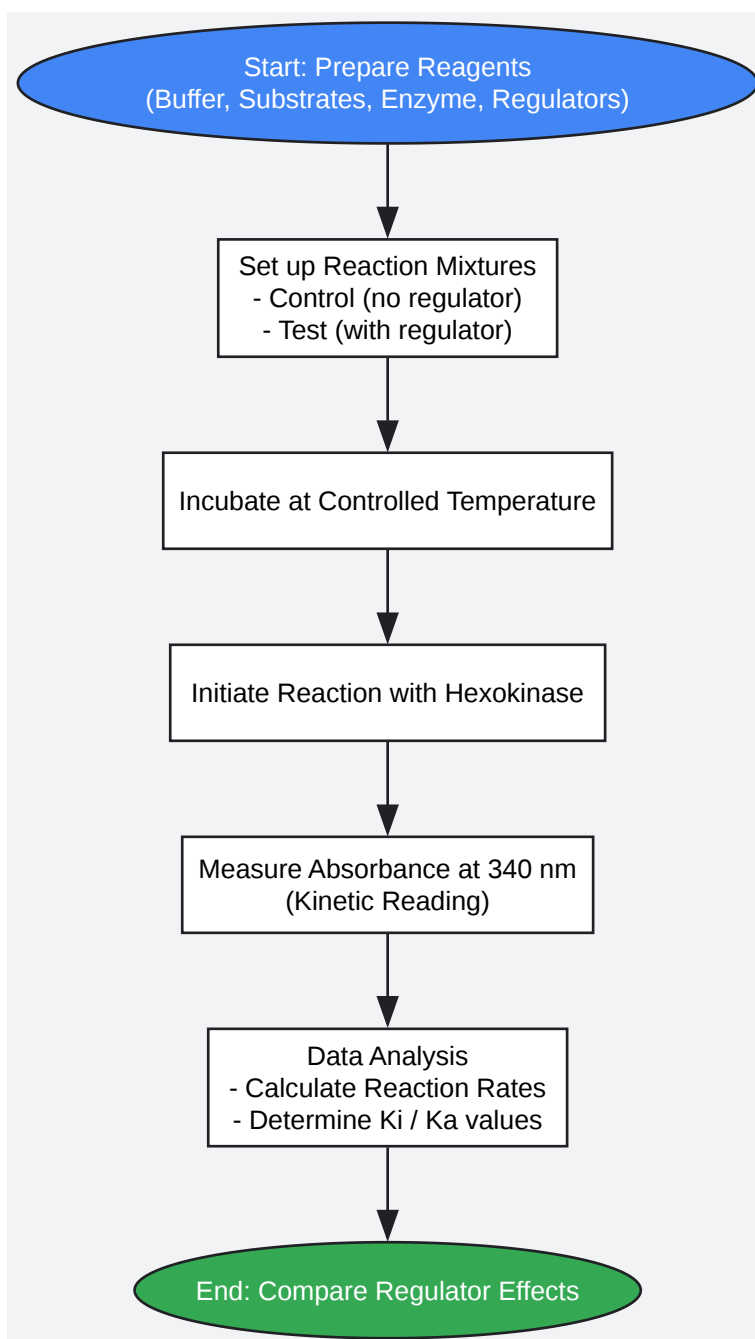 Start: Prepare Reagents
(Buffer, Substrates, Enzyme, Regulators)
Set up Reaction Mixtures
- Control (no regulator)
- Test (with regulator)
Incubate at Controlled Temperature
Initiate Reaction with Hexokinase
Measure Absorbance at 340 nm
(Kinetic Reading)
Data Analysis
- Calculate Reaction Rates
- Determine Ki / Ka values
End: Compare Regulator Effects